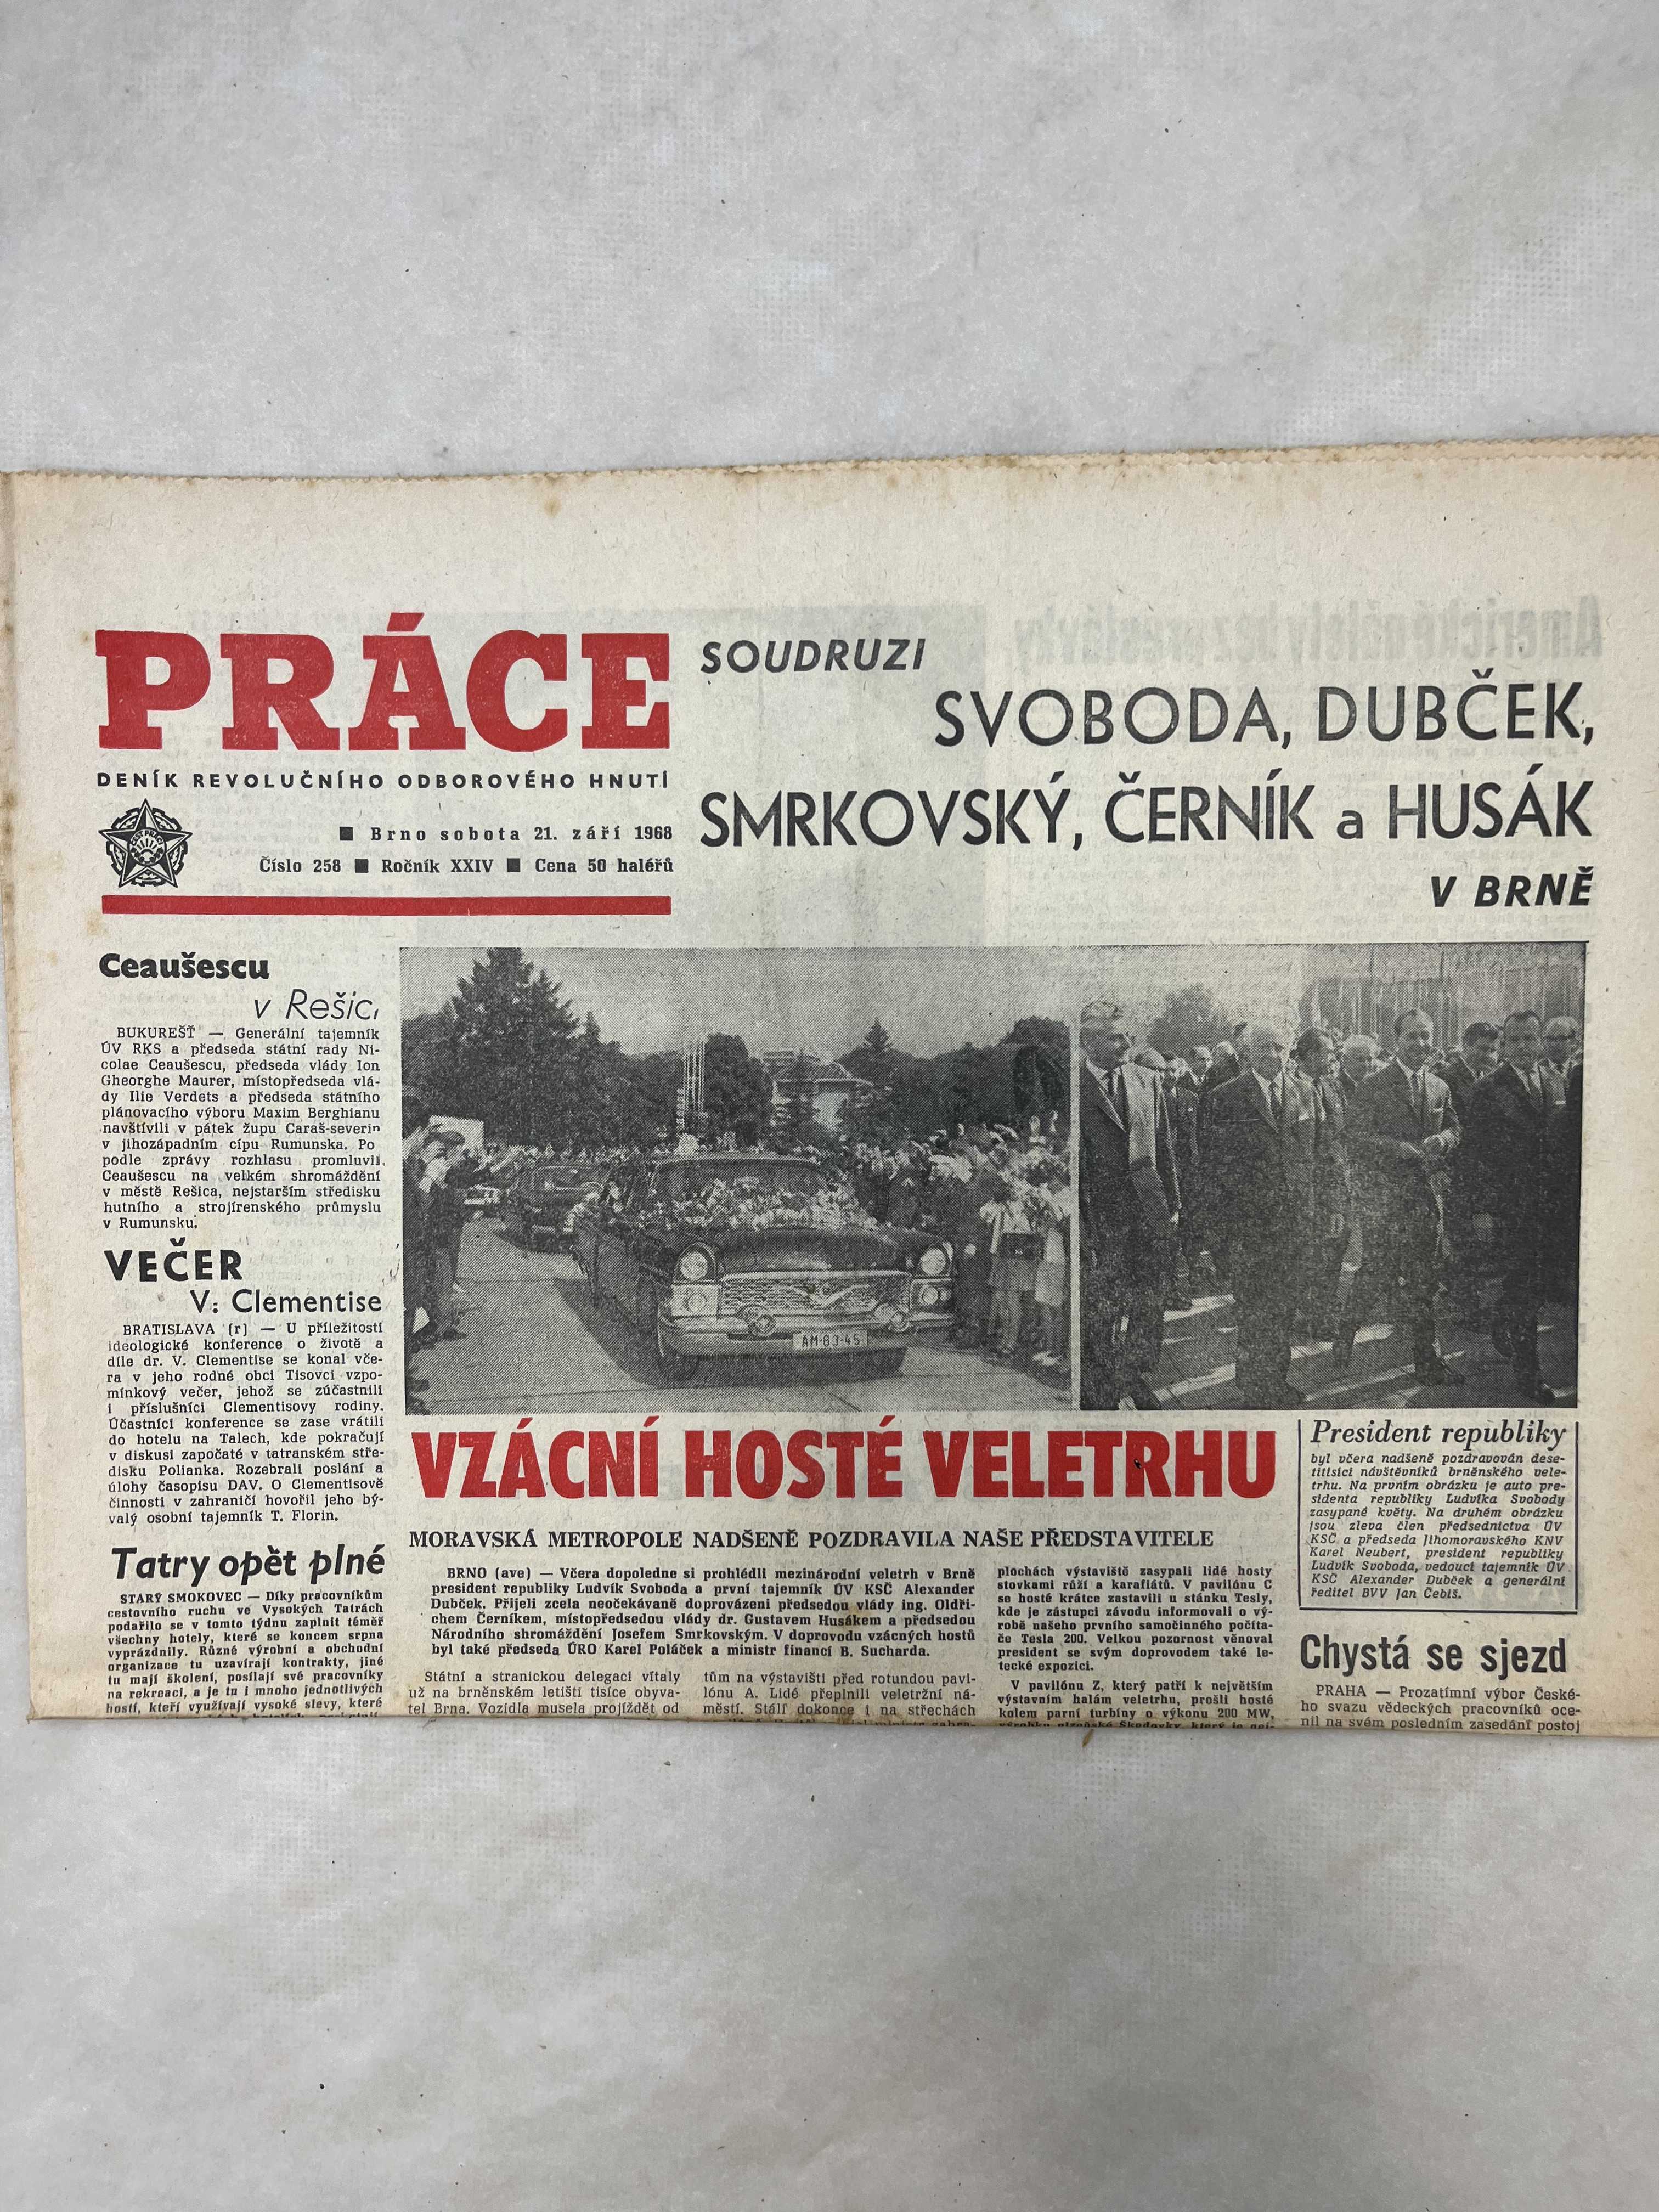 PRÁCE
DENÍK REVOLUČNÍHO ODBOROVÉHO HNUTÍ
■ Brno sobota 21. září 1968
Číslo 258 ■ Ročník XXIV ■ Cena 50 haléřů
SOUDRUZI
SVOBODA, DUBČEK,
SMRKOVSKÝ, ČERNÍK a HUSÁK
V BRNĚ
Ceaušescu
v Rešici
BUKUREŠŤ — Generální tajemník
ÚV RKS a předseda státní rady Ni-
colae Ceaušescu, předseda vlády Ion
Gheorghe Maurer, místopředseda vlá-
dy Ilie Verdets a předseda státního
plánovacího výboru Maxim Berghianu
navštívili v pátek župu Caraš-severin
v jihozápadním cípu Rumunska. Po
podle zprávy rozhlasu promluvil
Ceaušescu na velkém shromáždění
v městě Rešica, nejstarším středisku
hutního a strojírenského průmyslu
v Rumunsku.
VEČER
V. Clementise
BRATISLAVA (r) — U příležitosti
ideologické konference o životě a
díle dr. V. Clementise se konal vče-
ra v jeho rodné obci Tisovci vzpo-
mínkový večer, jehož se zúčastnili
i příslušníci Clementisovy rodiny.
Účastníci konference se zase vrátili
do hotelu na Talech, kde pokračují
v diskusi započaté v tatranském stře-
disku Polianka. Rozebrali poslání a
úlohy časopisu DAV. O Clementisově
činnosti v zahraničí hovořil jeho bý-
valý osobní tajemník T. Florin.
Tatry opět plné
STARÝ SMOKOVEC — Díky pracovníkům
cestovního ruchu ve Vysokých Tatrách
podařilo se v tomto týdnu zaplnit téměř
všechny hotely, které se koncem srpna
vyprázdnily. Různé výrobní a obchodní
organizace tu uzavírají kontrakty, jiné
tu mají školení, posílají své pracovníky
na rekreaci, a je tu i mnoho jednotlivých
hostí, kteří využívají vysoké slevy, které
AM-83-45
VZÁCNÍ HOSTÉ VELETRHU
MORAVSKÁ METROPOLE NADŠENĚ POZDRAVILA NAŠE PŘEDSTAVITELE
BRNO (ave) — Včera dopoledne si prohlédli mezinárodní veletrh v Brně
president republiky Ludvík Svoboda a první tajemník ÚV KSČ Alexander
Dubček. Přijeli zcela neočekávaně doprovázeni předsedou vlády ing. Oldři-
chem Černíkem, místopředsedou vlády dr. Gustavem Husákem a předsedou
Národního shromáždění Josefem Smrkovským. V doprovodu vzácných hostů
byl také předseda ÚRO Karel Poláček a ministr financí B. Sucharda.
Státní a stranickou delegaci vítaly
už na brněnském letišti tisíce obyva-
tel Brna. Vozidla musela projíždět od
tům na výstavišti před rotundou pavi-
lónu A. Lidé přeplnili veletržní ná-
městí. Stáli dokonce i na střechách
plochách výstaviště zasypali lidé hosty
stovkami růží a karafiátů. V pavilónu C
se hosté krátce zastavili u stánku Tesly,
kde je zástupci závodu informovali o vý-
robě našeho prvního samočinného počíta-
če Tesla 200. Velkou pozornost věnoval
president se svým doprovodem také le-
tecké expozici.
V pavilónu Z, který patří k největším
výstavním halám veletrhu, prošli hosté
kolem parní turbíny o výkonu 200 MW,
výrobku plzeňské Škodovky, který je nej-
President republiky
byl včera nadšeně pozdravován dese-
titisíci návštěvníků brněnského vele-
trhu. Na prvním obrázku je auto pre-
sidenta republiky Ludvíka Svobody
zasypané květy. Na druhém obrázku
jsou zleva člen předsednictva ÚV
KSČ a předseda Jihomoravského KNV
Karel Neubert, president republiky
Ludvík Svoboda, vedoucí tajemník ÚV
KSČ Alexander Dubček a generální
ředitel BVV Jan Čebiš.
Chystá se sjezd
PRAHA — Prozatímní výbor České-
ho svazu vědeckých pracovníků oce-
nil na svém posledním zasedání postoj